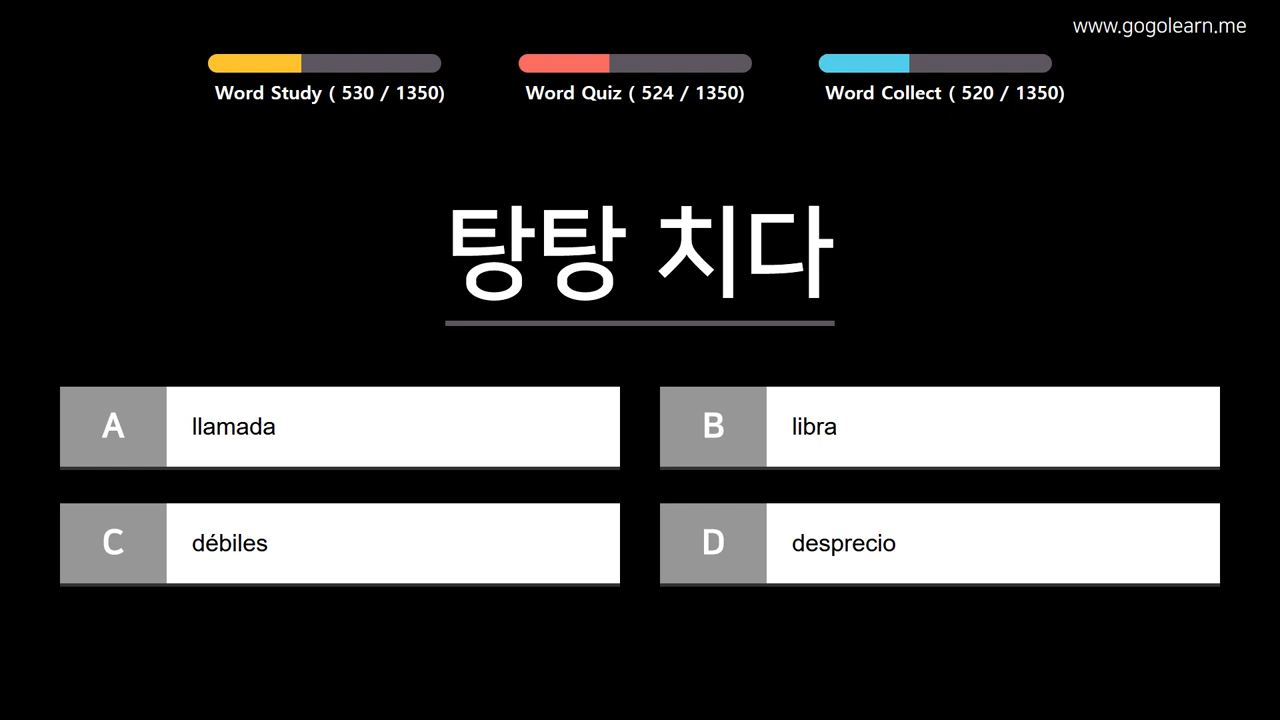 www.gogolearn.me
Word Study ( 530 / 1350)
Word Quiz ( 524 / 1350)
Word Collect ( 520 / 1350)
탕탕 치다
A llamada
B libra
C débiles
D desprecio